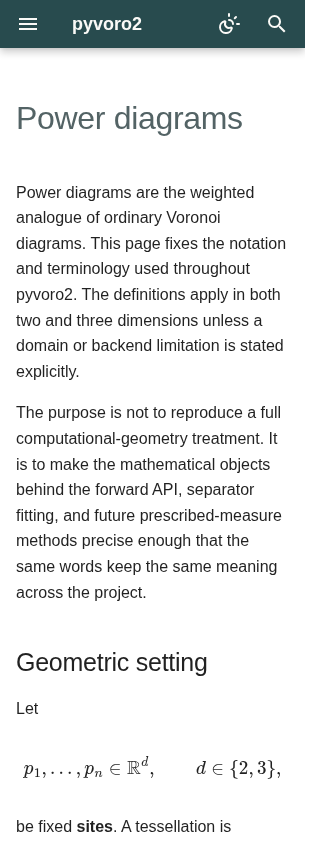 pyvoro2
Power diagrams
Power diagrams are the weighted
analogue of ordinary Voronoi
diagrams. This page fixes the notation
and terminology used throughout
pyvoro2. The definitions apply in both
two and three dimensions unless a
domain or backend limitation is stated
explicitly.
The purpose is not to reproduce a full
computational-geometry treatment. It
is to make the mathematical objects
behind the forward API, separator
fitting, and future prescribed-measure
methods precise enough that the
same words keep the same meaning
across the project.
Geometric setting
Let
p₁, …, pₙ ∈ ℝᵈ, d ∈ {2, 3},
be fixed sites. A tessellation is